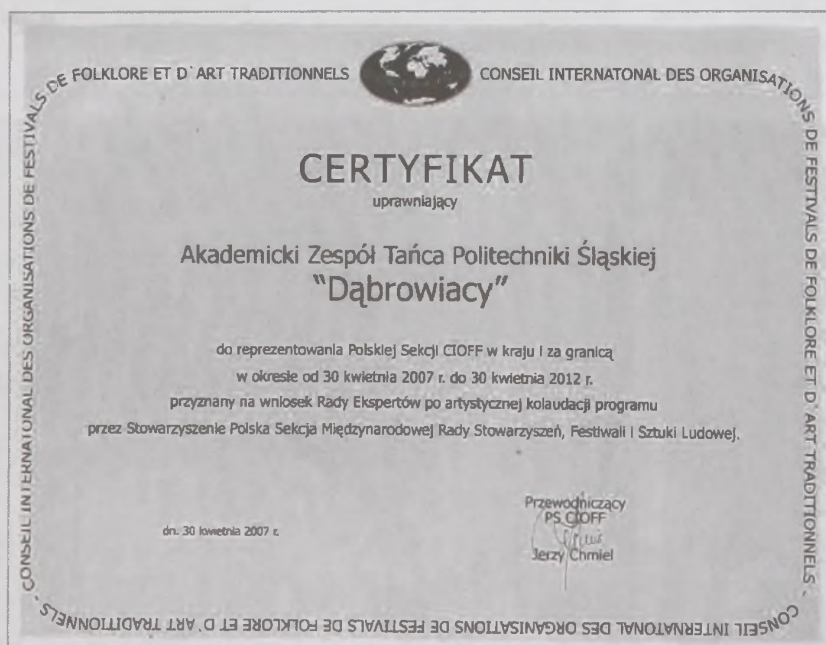 DE FOLKLORE ET D`ART TRADITIONNELS
CONSEIL INTERNATONAL DES ORGANISATIONS DE FESTIVALS DE FOLKLORE ET D`ART TRADITIONNELS -
CONSEIL INTERNATONAL DES ORGANISATIONS DE FESTIVALS DE FOLKLORE ET D`ART TRADITIONNELS -
CONSEIL INTERNATONAL DES ORGANISATIONS DE FESTIVALS
CERTYFIKAT
uprawniający
Akademicki Zespół Tańca Politechniki Śląskiej
"Dąbrowiacy"
do reprezentowania Polskiej Sekcji CIOFF w kraju i za granicą
w okresie od 30 kwietnia 2007 r. do 30 kwietnia 2012 r.
przyznany na wniosek Rady Ekspertów po artystycznej kolaudacji programu
przez Stowarzyszenie Polska Sekcja Międzynarodowej Rady Stowarzyszeń, Festiwali i Sztuki Ludowej.
dn. 30 kwietnia 2007 r.
Przewodniczący
PS CIOFF
Jerzy Chmiel